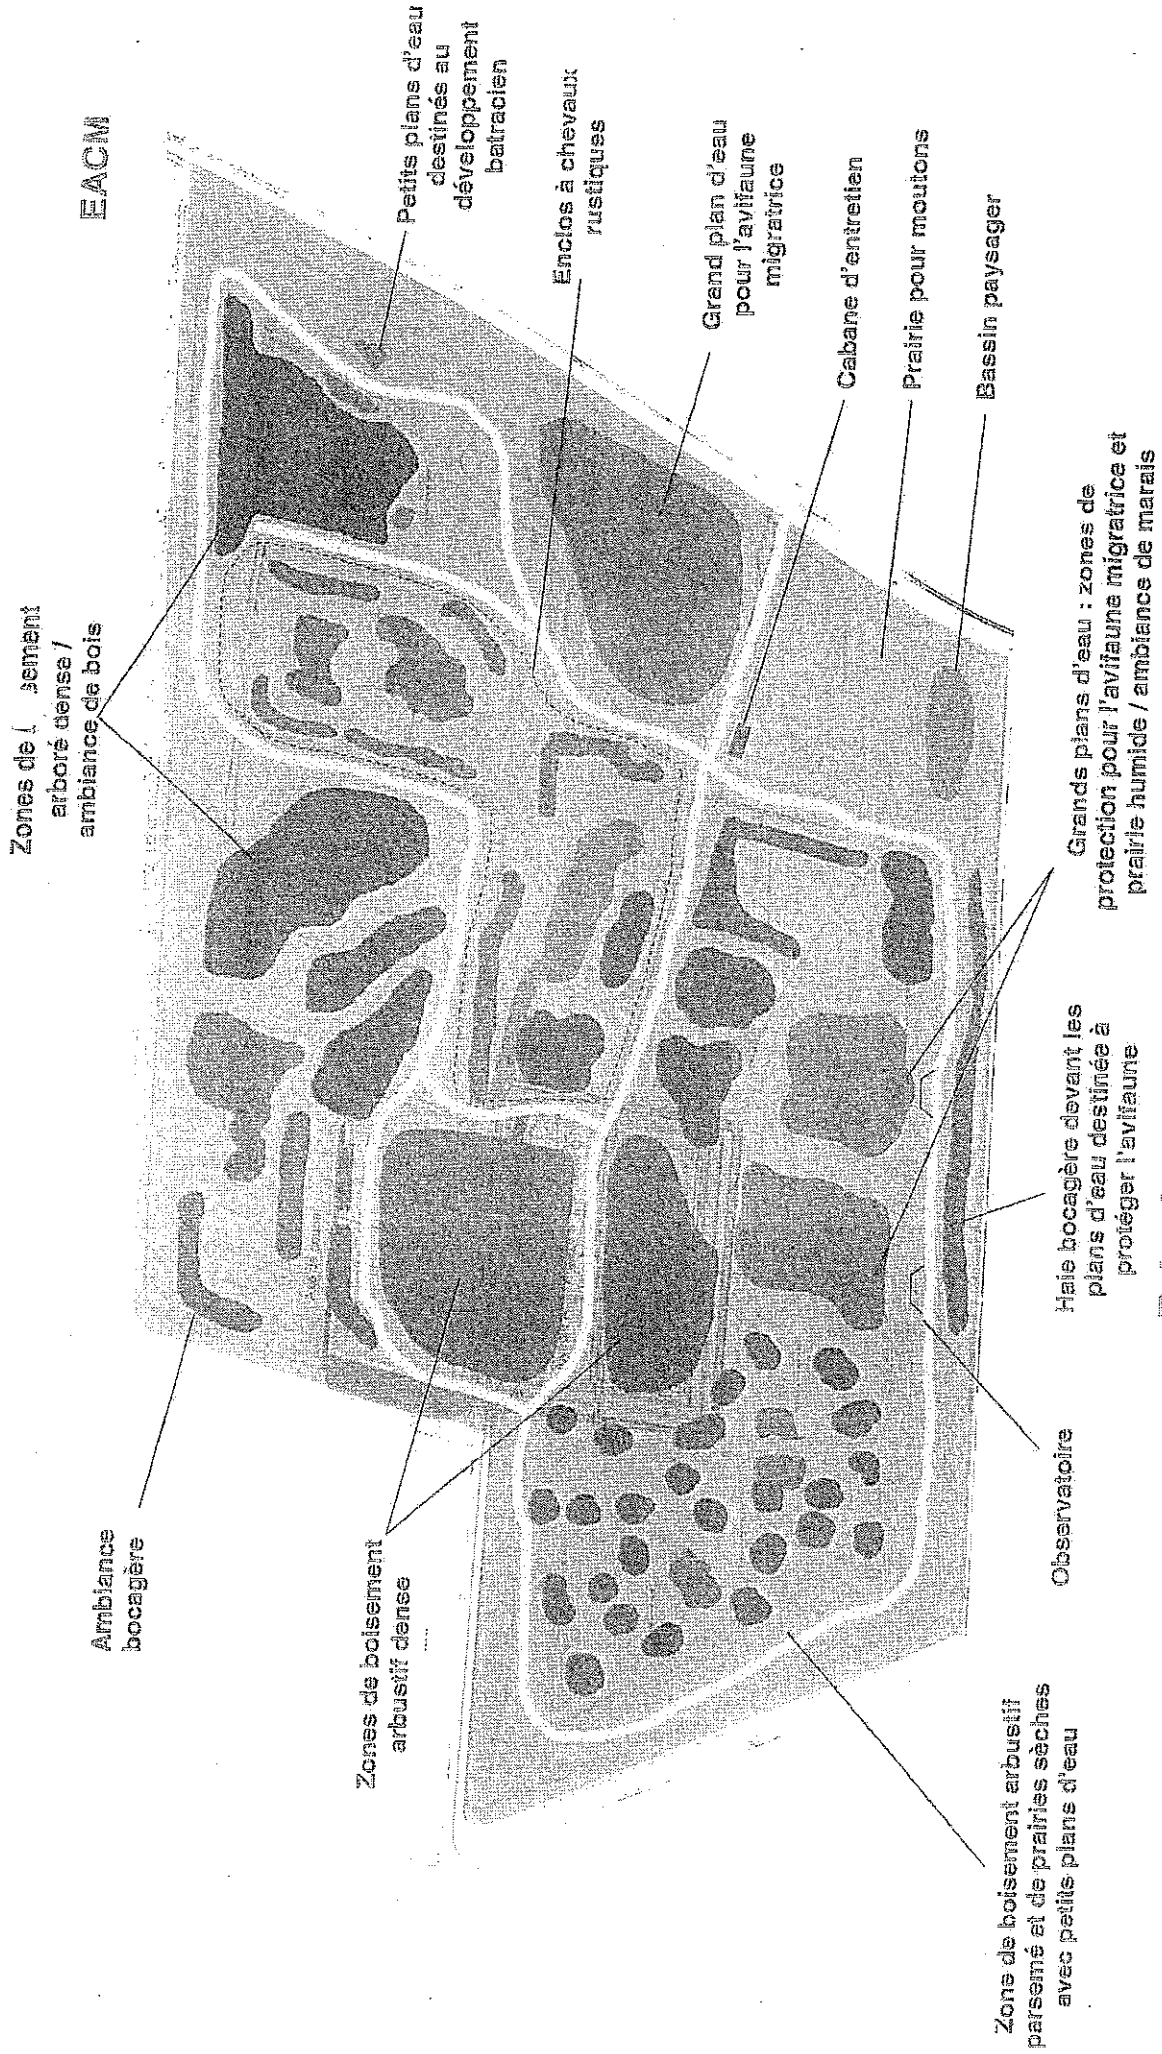 EACM
Zones de
arboré dense /
ambiance de bois
Petits plans d'eau
destinés au
développement
batracien
Enclos à chevaux
rustiques
Grand plan d'eau
pour l'avifaune
migratrice
Cabane d'entretien
Prairie pour moutons
Bassin paysager
Grands plans d'eau : zones de
protection pour l'avifaune migratrice et
prairie humide / ambiance de marais
Haie bocagère devant les
plans d'eau destinée à
protéger l'avifaune
Observatoire
Zone de boisement arbustif
parsemé et de prairies sèches
avec petits plans d'eau
Zones de boisement
arbustif dense
Ambiance
bocagère